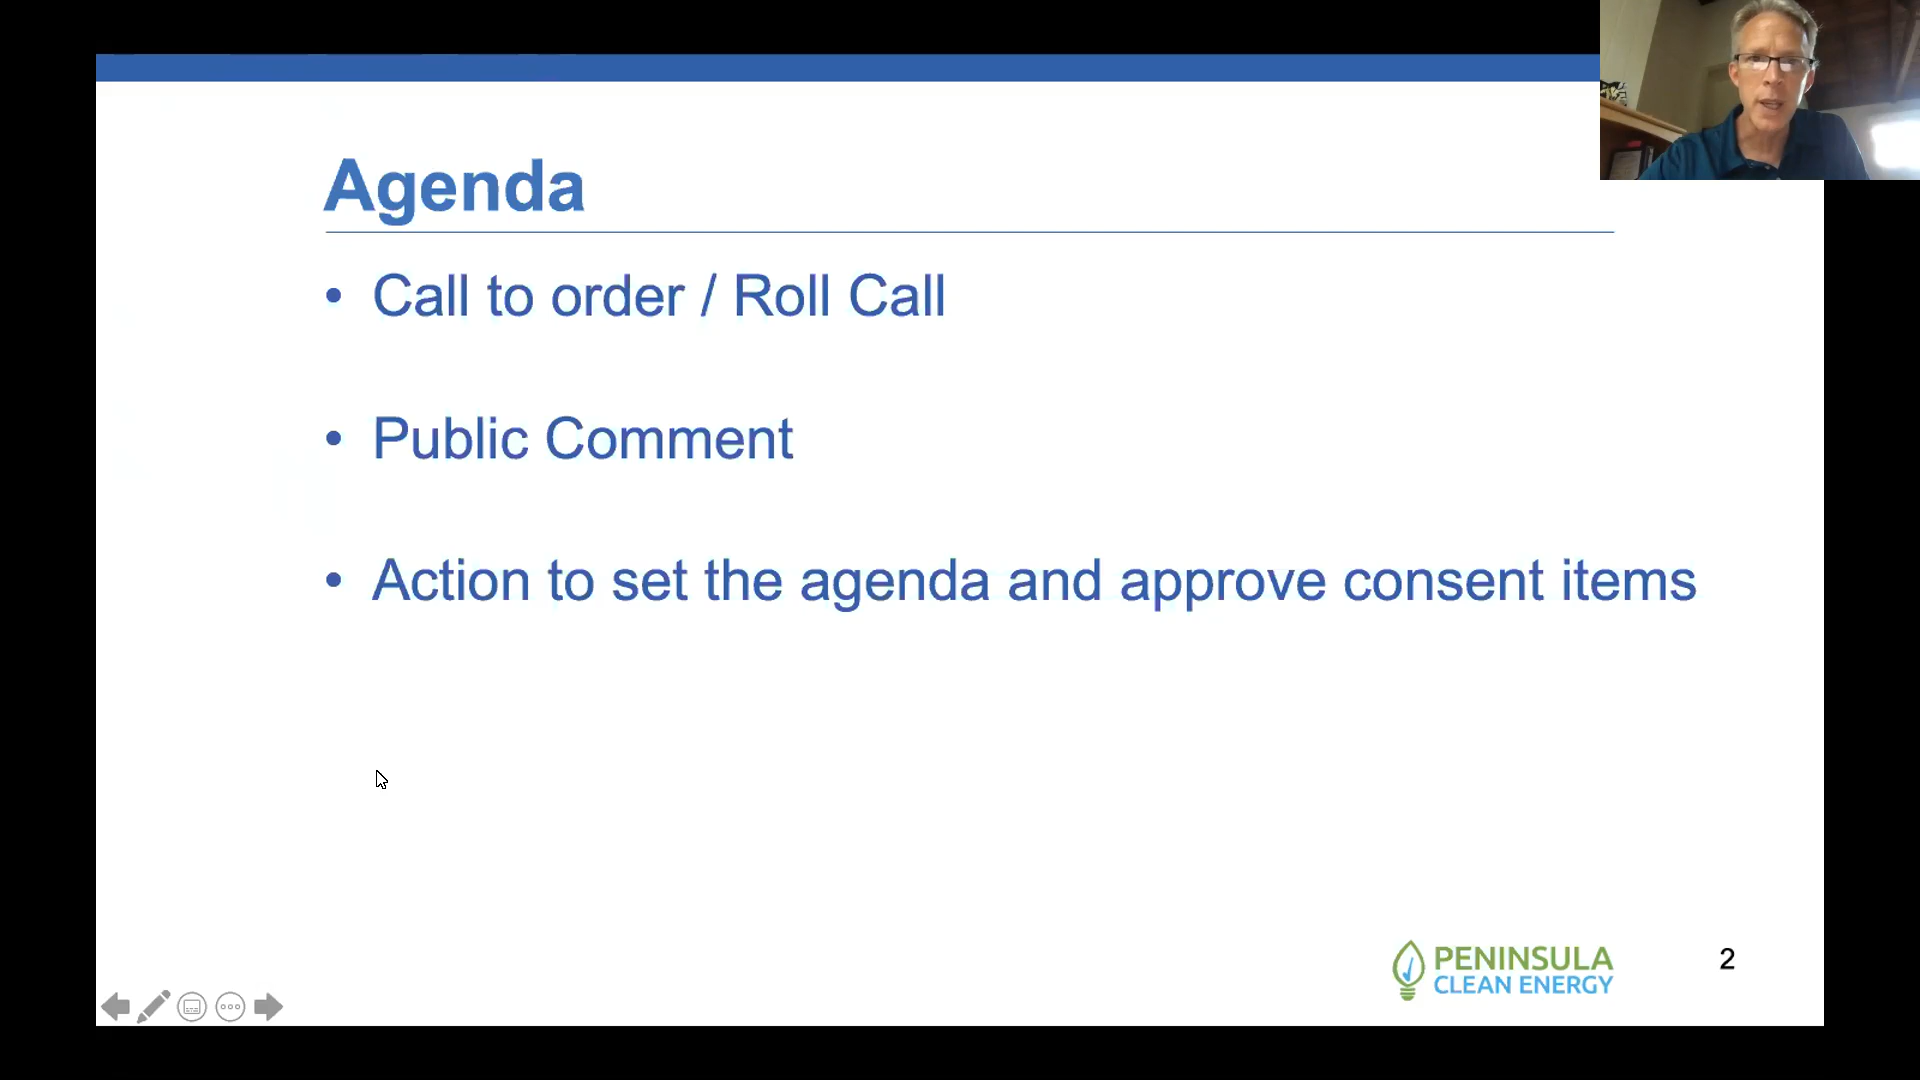 Agenda
• Call to order / Roll Call
• Public Comment
• Action to set the agenda and approve consent items
PENINSULA
CLEAN ENERGY
2